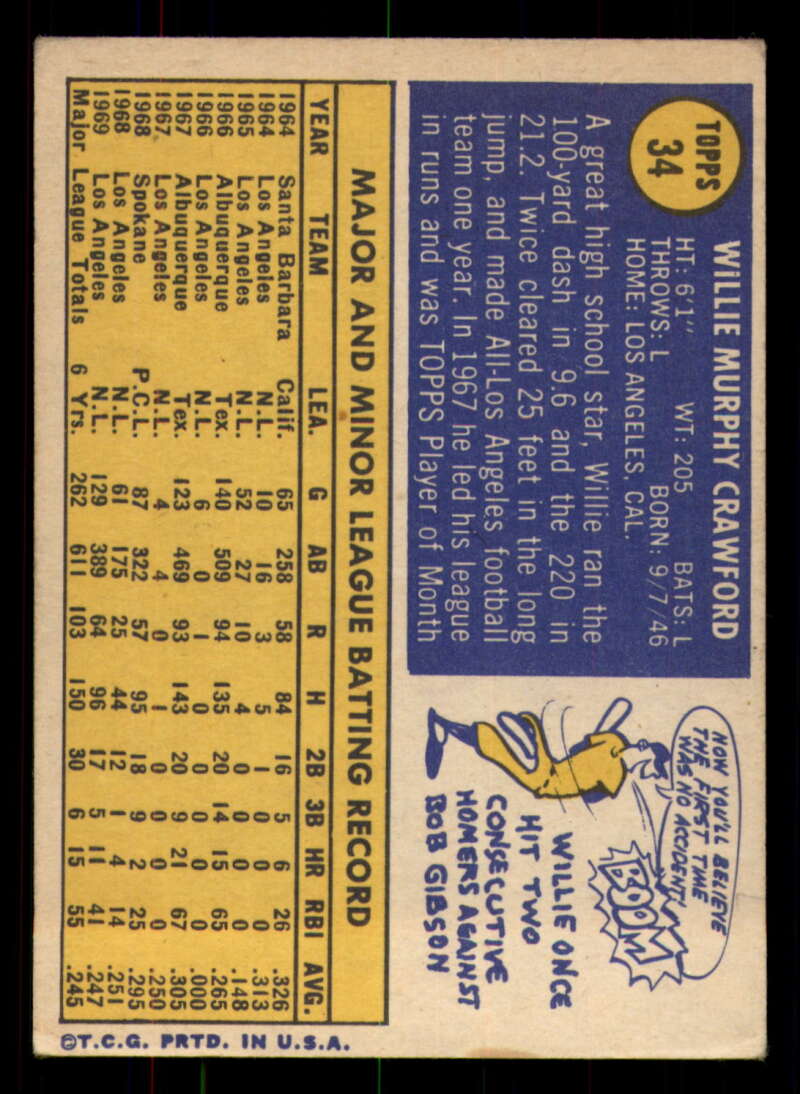 TOPPS
34
WILLIE MURPHY CRAWFORD
HT: 6'1" WT: 205 BATS: L
THROWS: L BORN: 9/7/46
HOME: LOS ANGELES, CAL.
A great high school star, Willie ran the
100-yard dash in 9.6 and the 220 in
21.2. Twice cleared 25 feet in the long
jump, and made All-Los Angeles football
team one year. In 1967 he led his league
in runs and was TOPPS Player of Month
NOW YOU'LL BELIEVE
THE FIRST TIME
WAS NO ACCIDENT!
BOOM
WILLIE ONCE
HIT TWO
CONSECUTIVE
HOMERS AGAINST
BOB GIBSON
MAJOR AND MINOR LEAGUE BATTING RECORD
YEAR TEAM LEA. G AB R H 2B 3B HR RBI AVG.
1964 Santa Barbara Calif. 65 258 58 84 16 5 6 26 .326
1964 Los Angeles N.L. 10 16 3 5 1 0 0 0 .313
1965 Los Angeles N.L. 52 27 10 4 0 0 0 0 .148
1966 Albuquerque Tex. 140 509 94 135 20 14 15 65 .265
1966 Los Angeles N.L. 6 0 1 0 0 0 0 0 .000
1967 Albuquerque Tex. 123 469 93 143 20 9 21 67 .305
1967 Los Angeles N.L. 4 4 0 1 0 0 0 0 .250
1968 Spokane P.C.L. 87 322 57 95 18 9 2 25 .295
1968 Los Angeles N.L. 61 175 25 44 12 1 4 14 .251
1969 Los Angeles N.L. 129 389 64 96 17 5 11 41 .247
Major League Totals 6 Yrs. 262 611 103 150 30 6 15 55 .245
©T.C.G. PRTD. IN U.S.A.